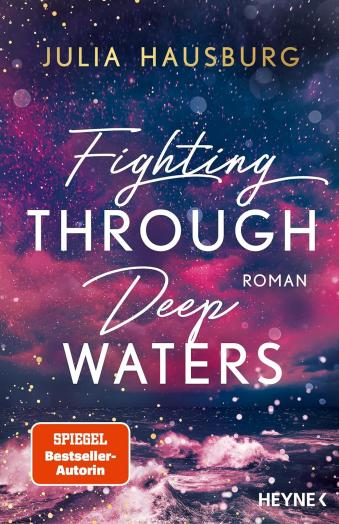 JULIA HAUSBURG
Fighting
THROUGH
ROMAN
Deep
WATERS
SPIEGEL
Bestseller-
Autorin
HEYNE <